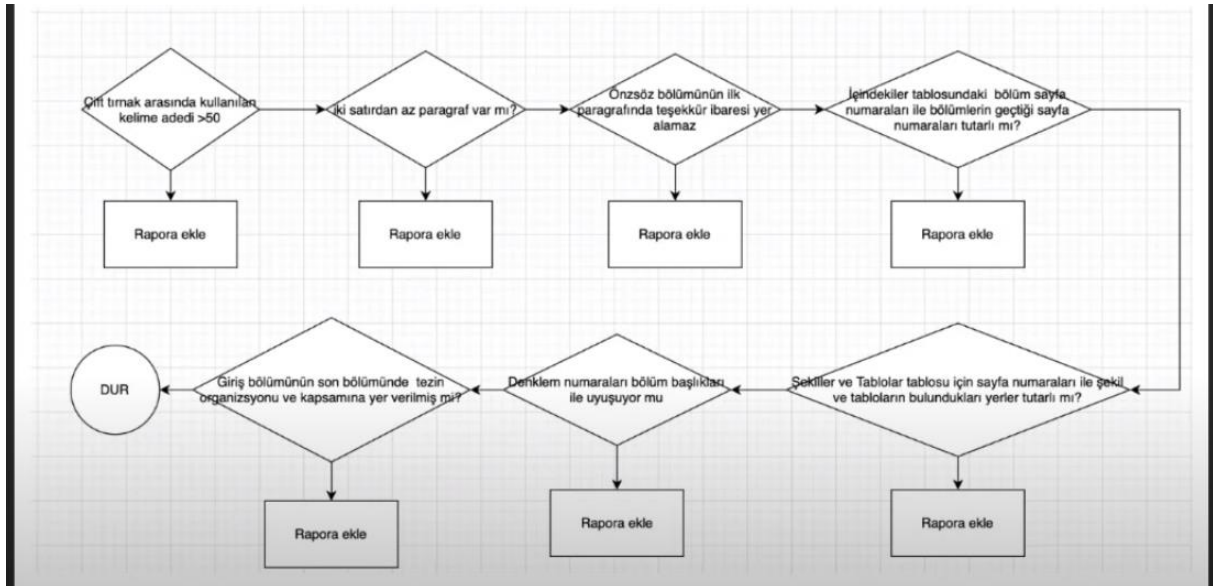 Çift tırnak arasında kullanılan
kelime adedi >50
İki satırdan az paragraf var mı?
Önzsöz bölümünün ilk
paragrafında teşekkür ibaresi yer
alamaz
İçindekiler tablosundaki bölüm sayfa
numaraları ile bölümlerin geçtiği sayfa
numaraları tutarlı mı?
Rapora ekle
Rapora ekle
Rapora ekle
Rapora ekle
Şekiller ve Tablolar tablosu için sayfa numaraları ile şekil
ve tabloların bulundukları yerler tutarlı mı?
Denklem numaraları bölüm başlıkları
ile uyuşuyor mu
Giriş bölümünün son bölümünde tezin
organizsyonu ve kapsamına yer verilmiş mi?
DUR
Rapora ekle
Rapora ekle
Rapora ekle